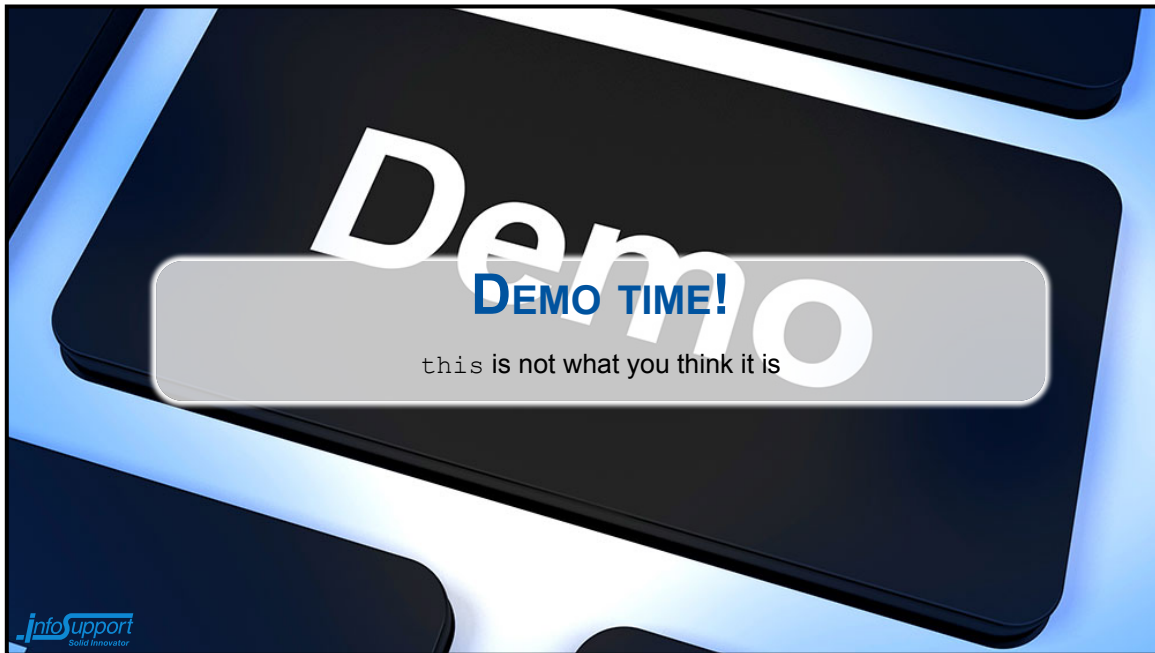 Demo
DEMO TIME!
this is not what you think it is
infoSupport
Solid Innovator